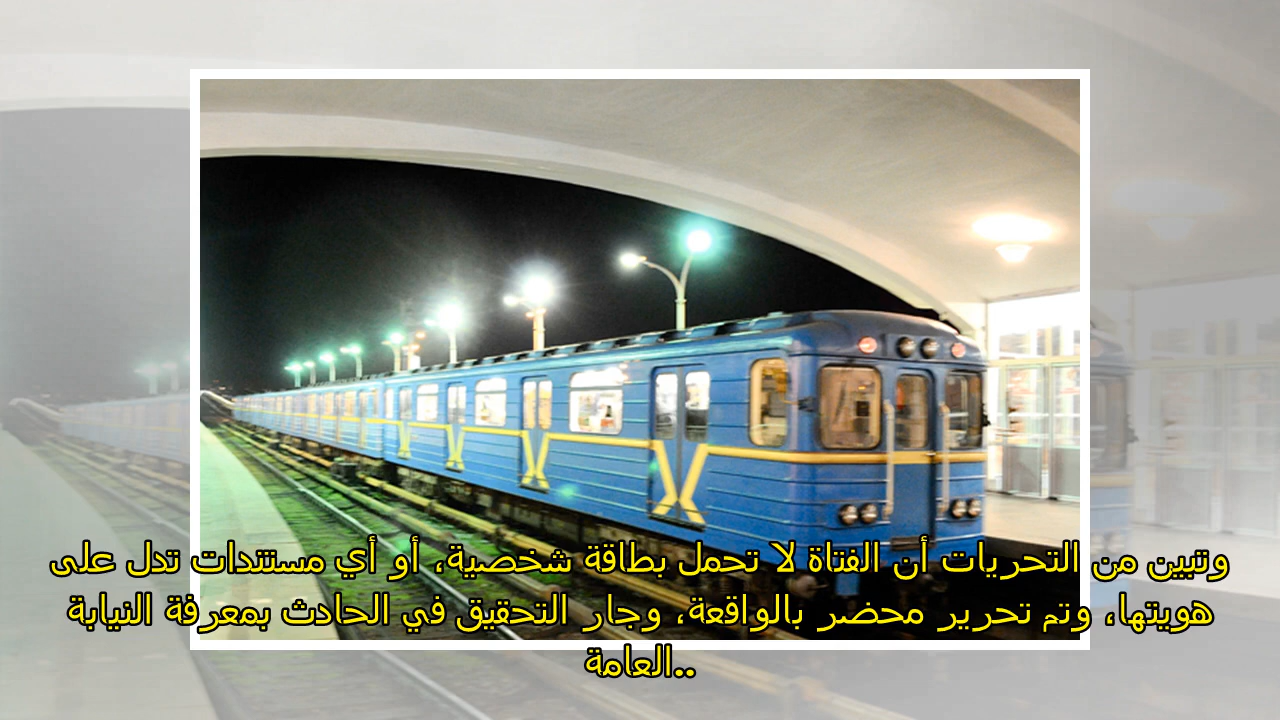 وتبين من التحريات أن الفتاة لا تحمل بطاقة شخصية، أو أي مستندات تدل على
هويتها، وتم تحرير محضر بالواقعة، وجار التحقيق في الحادث بمعرفة النيابة
العامة..